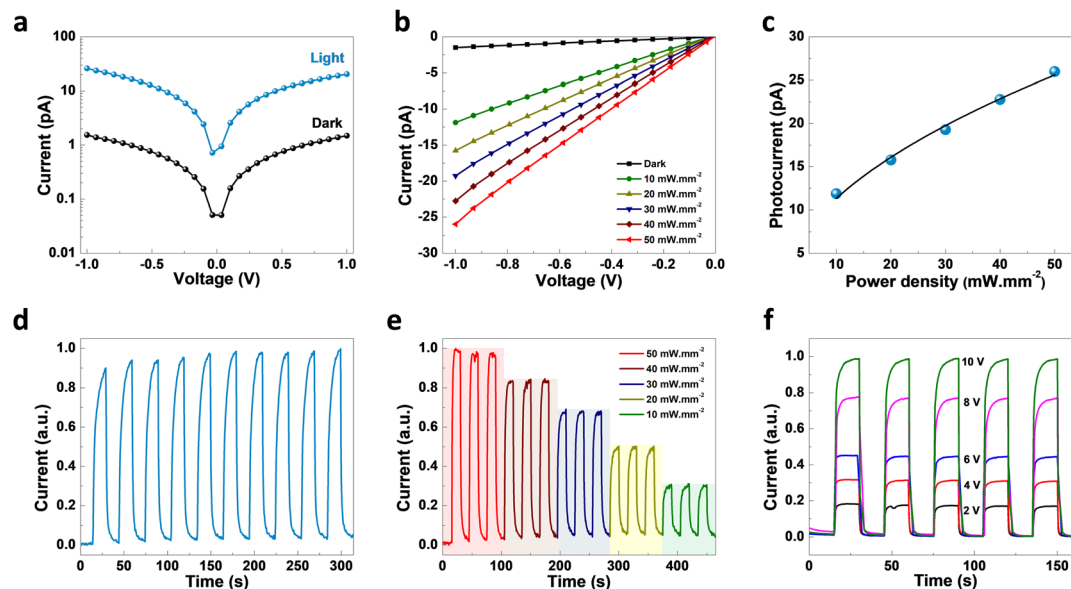 a
100
10
1
0.1
0.01
Current (pA)
Light
Dark
-1.0 -0.5 0.0 0.5 1.0
Voltage (V)
b
0
-5
-10
-15
-20
-25
-30
Current (pA)
Dark
10 mW.mm⁻²
20 mW.mm⁻²
30 mW.mm⁻²
40 mW.mm⁻²
50 mW.mm⁻²
-1.0 -0.8 -0.6 -0.4 -0.2 0.0
Voltage (V)
c
30
25
20
15
10
5
Photocurrent (pA)
10 20 30 40 50
Power density (mW.mm⁻²)
d
1.0
0.8
0.6
0.4
0.2
0.0
Current (a.u.)
0 50 100 150 200 250 300
Time (s)
e
1.0
0.8
0.6
0.4
0.2
0.0
Current (a.u.)
50 mW.mm⁻²
40 mW.mm⁻²
30 mW.mm⁻²
20 mW.mm⁻²
10 mW.mm⁻²
0 100 200 300 400
Time (s)
f
1.0
0.8
0.6
0.4
0.2
0.0
Current (a.u.)
10 V
8 V
6 V
4 V
2 V
0 50 100 150
Time (s)